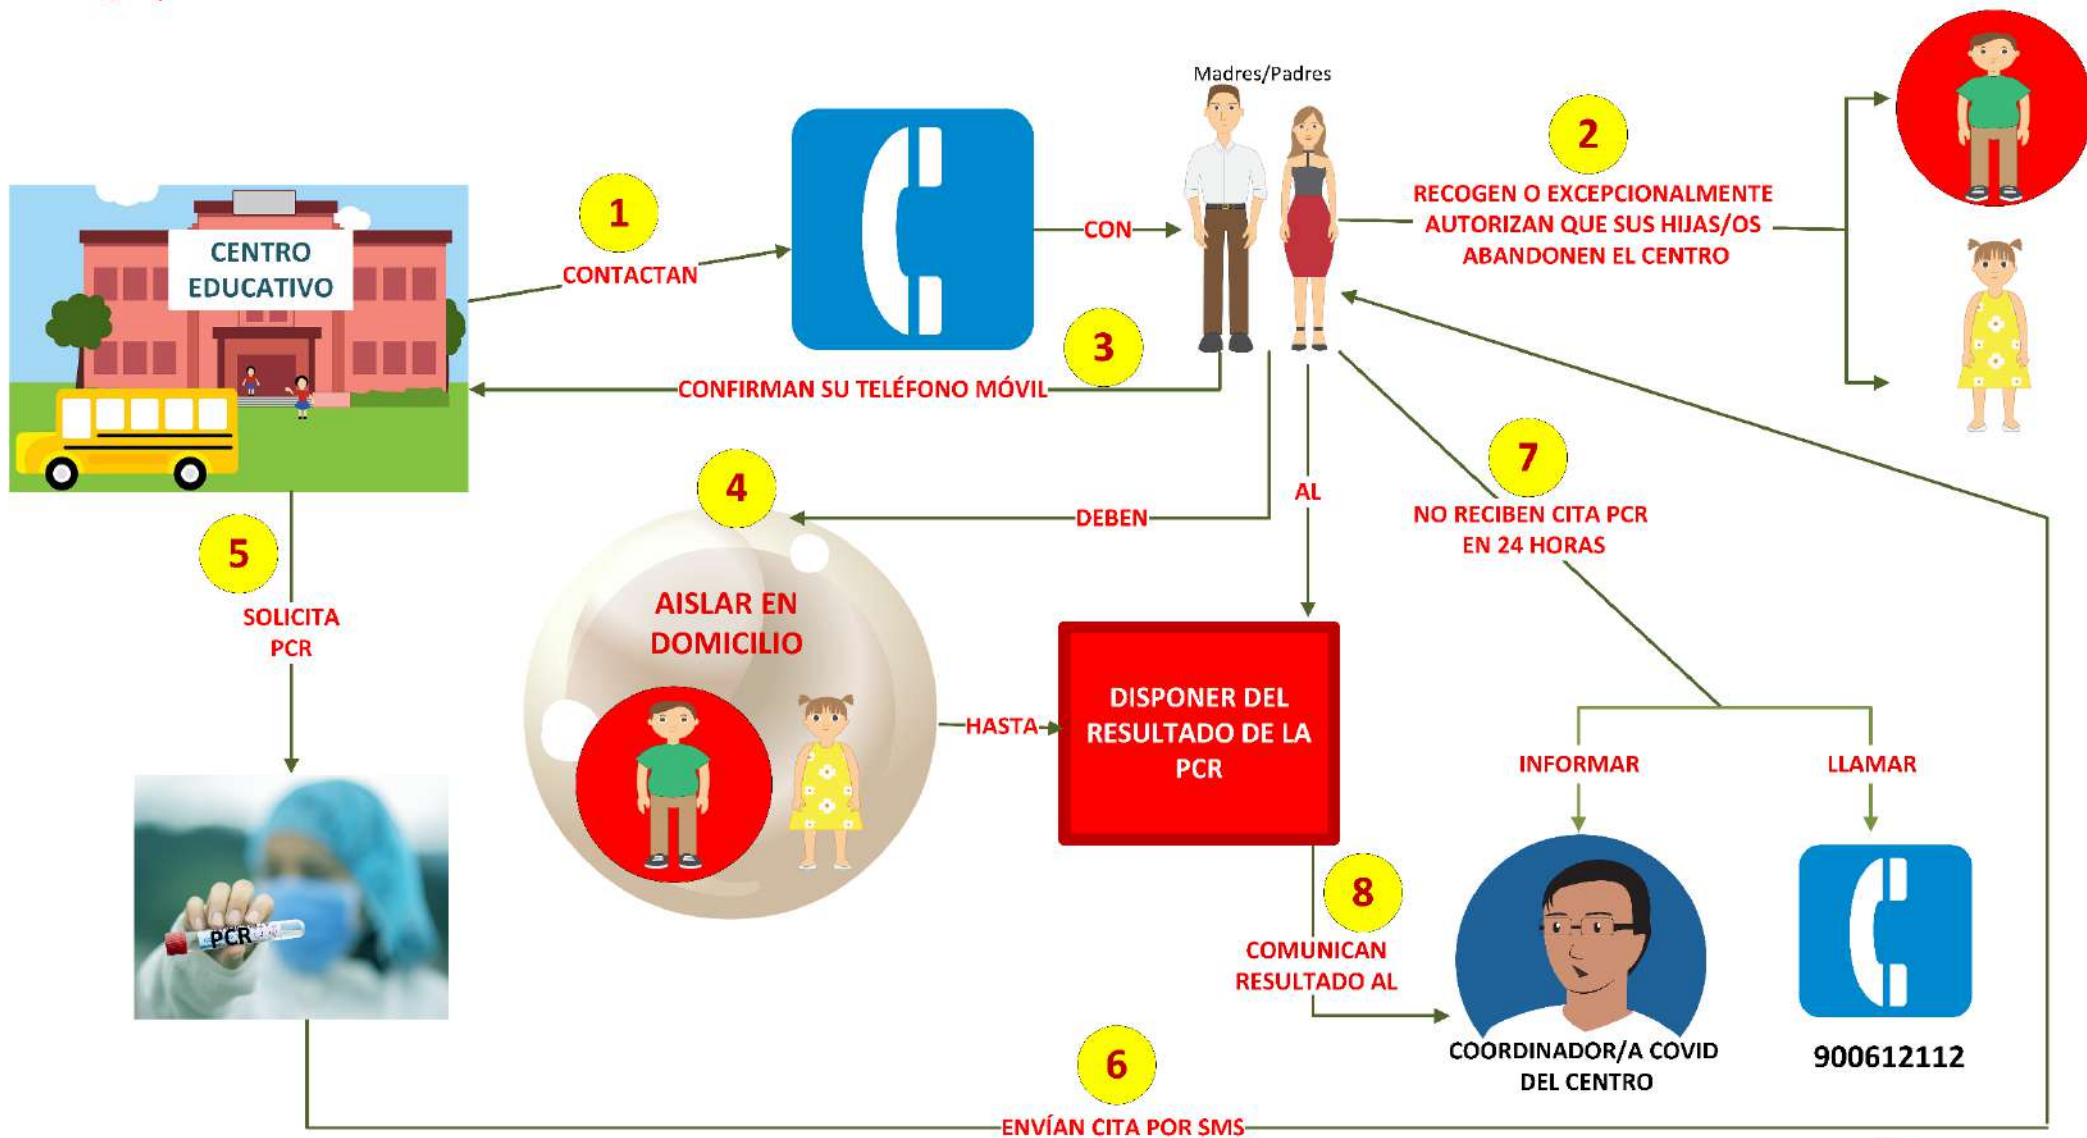 Madres/Padres
CENTRO
EDUCATIVO
1
CONTACTAN
CON
2
RECOGEN O EXCEPCIONALMENTE
AUTORIZAN QUE SUS HIJAS/OS
ABANDONEN EL CENTRO
3
CONFIRMAN SU TELÉFONO MÓVIL
4
DEBEN
AISLAR EN
DOMICILIO
HASTA
AL
DISPONER DEL
RESULTADO DE LA
PCR
5
SOLICITA
PCR
PCR
6
ENVÍAN CITA POR SMS
7
NO RECIBEN CITA PCR
EN 24 HORAS
INFORMAR
LLAMAR
8
COMUNICAN
RESULTADO AL
COORDINADOR/A COVID
DEL CENTRO
900612112